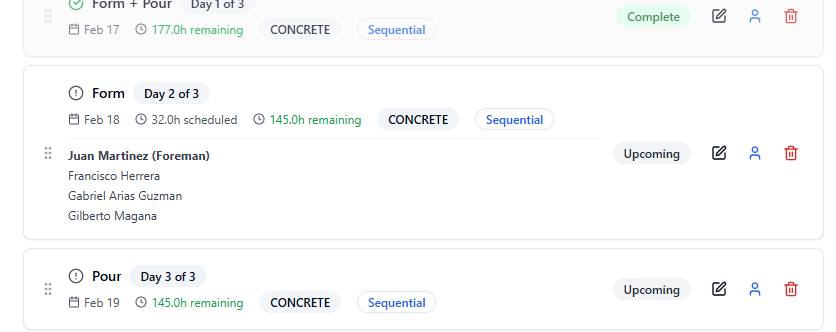 Form + Pour Day 1 of 3
Feb 17 177.0h remaining CONCRETE Sequential
Complete
Form Day 2 of 3
Feb 18 32.0h scheduled 145.0h remaining CONCRETE Sequential
Juan Martinez (Foreman)
Francisco Herrera
Gabriel Arias Guzman
Gilberto Magana
Upcoming
Pour Day 3 of 3
Feb 19 145.0h remaining CONCRETE Sequential
Upcoming